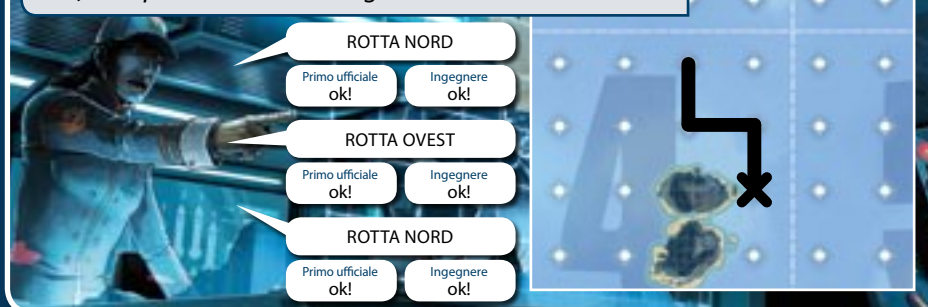 ROTTA NORD
Primo ufficiale
ok!
Ingegnere
ok!
ROTTA OVEST
Primo ufficiale
ok!
Ingegnere
ok!
ROTTA NORD
Primo ufficiale
ok!
Ingegnere
ok!
4